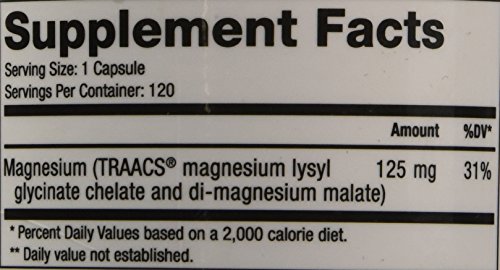 Supplement Facts
Serving Size: 1 Capsule
Servings Per Container: 120
Amount %DV*
Magnesium (TRAACS® magnesium lysyl 125 mg 31%
glycinate chelate and di-magnesium malate)
* Percent Daily Values based on a 2,000 calorie diet.
** Daily value not established.